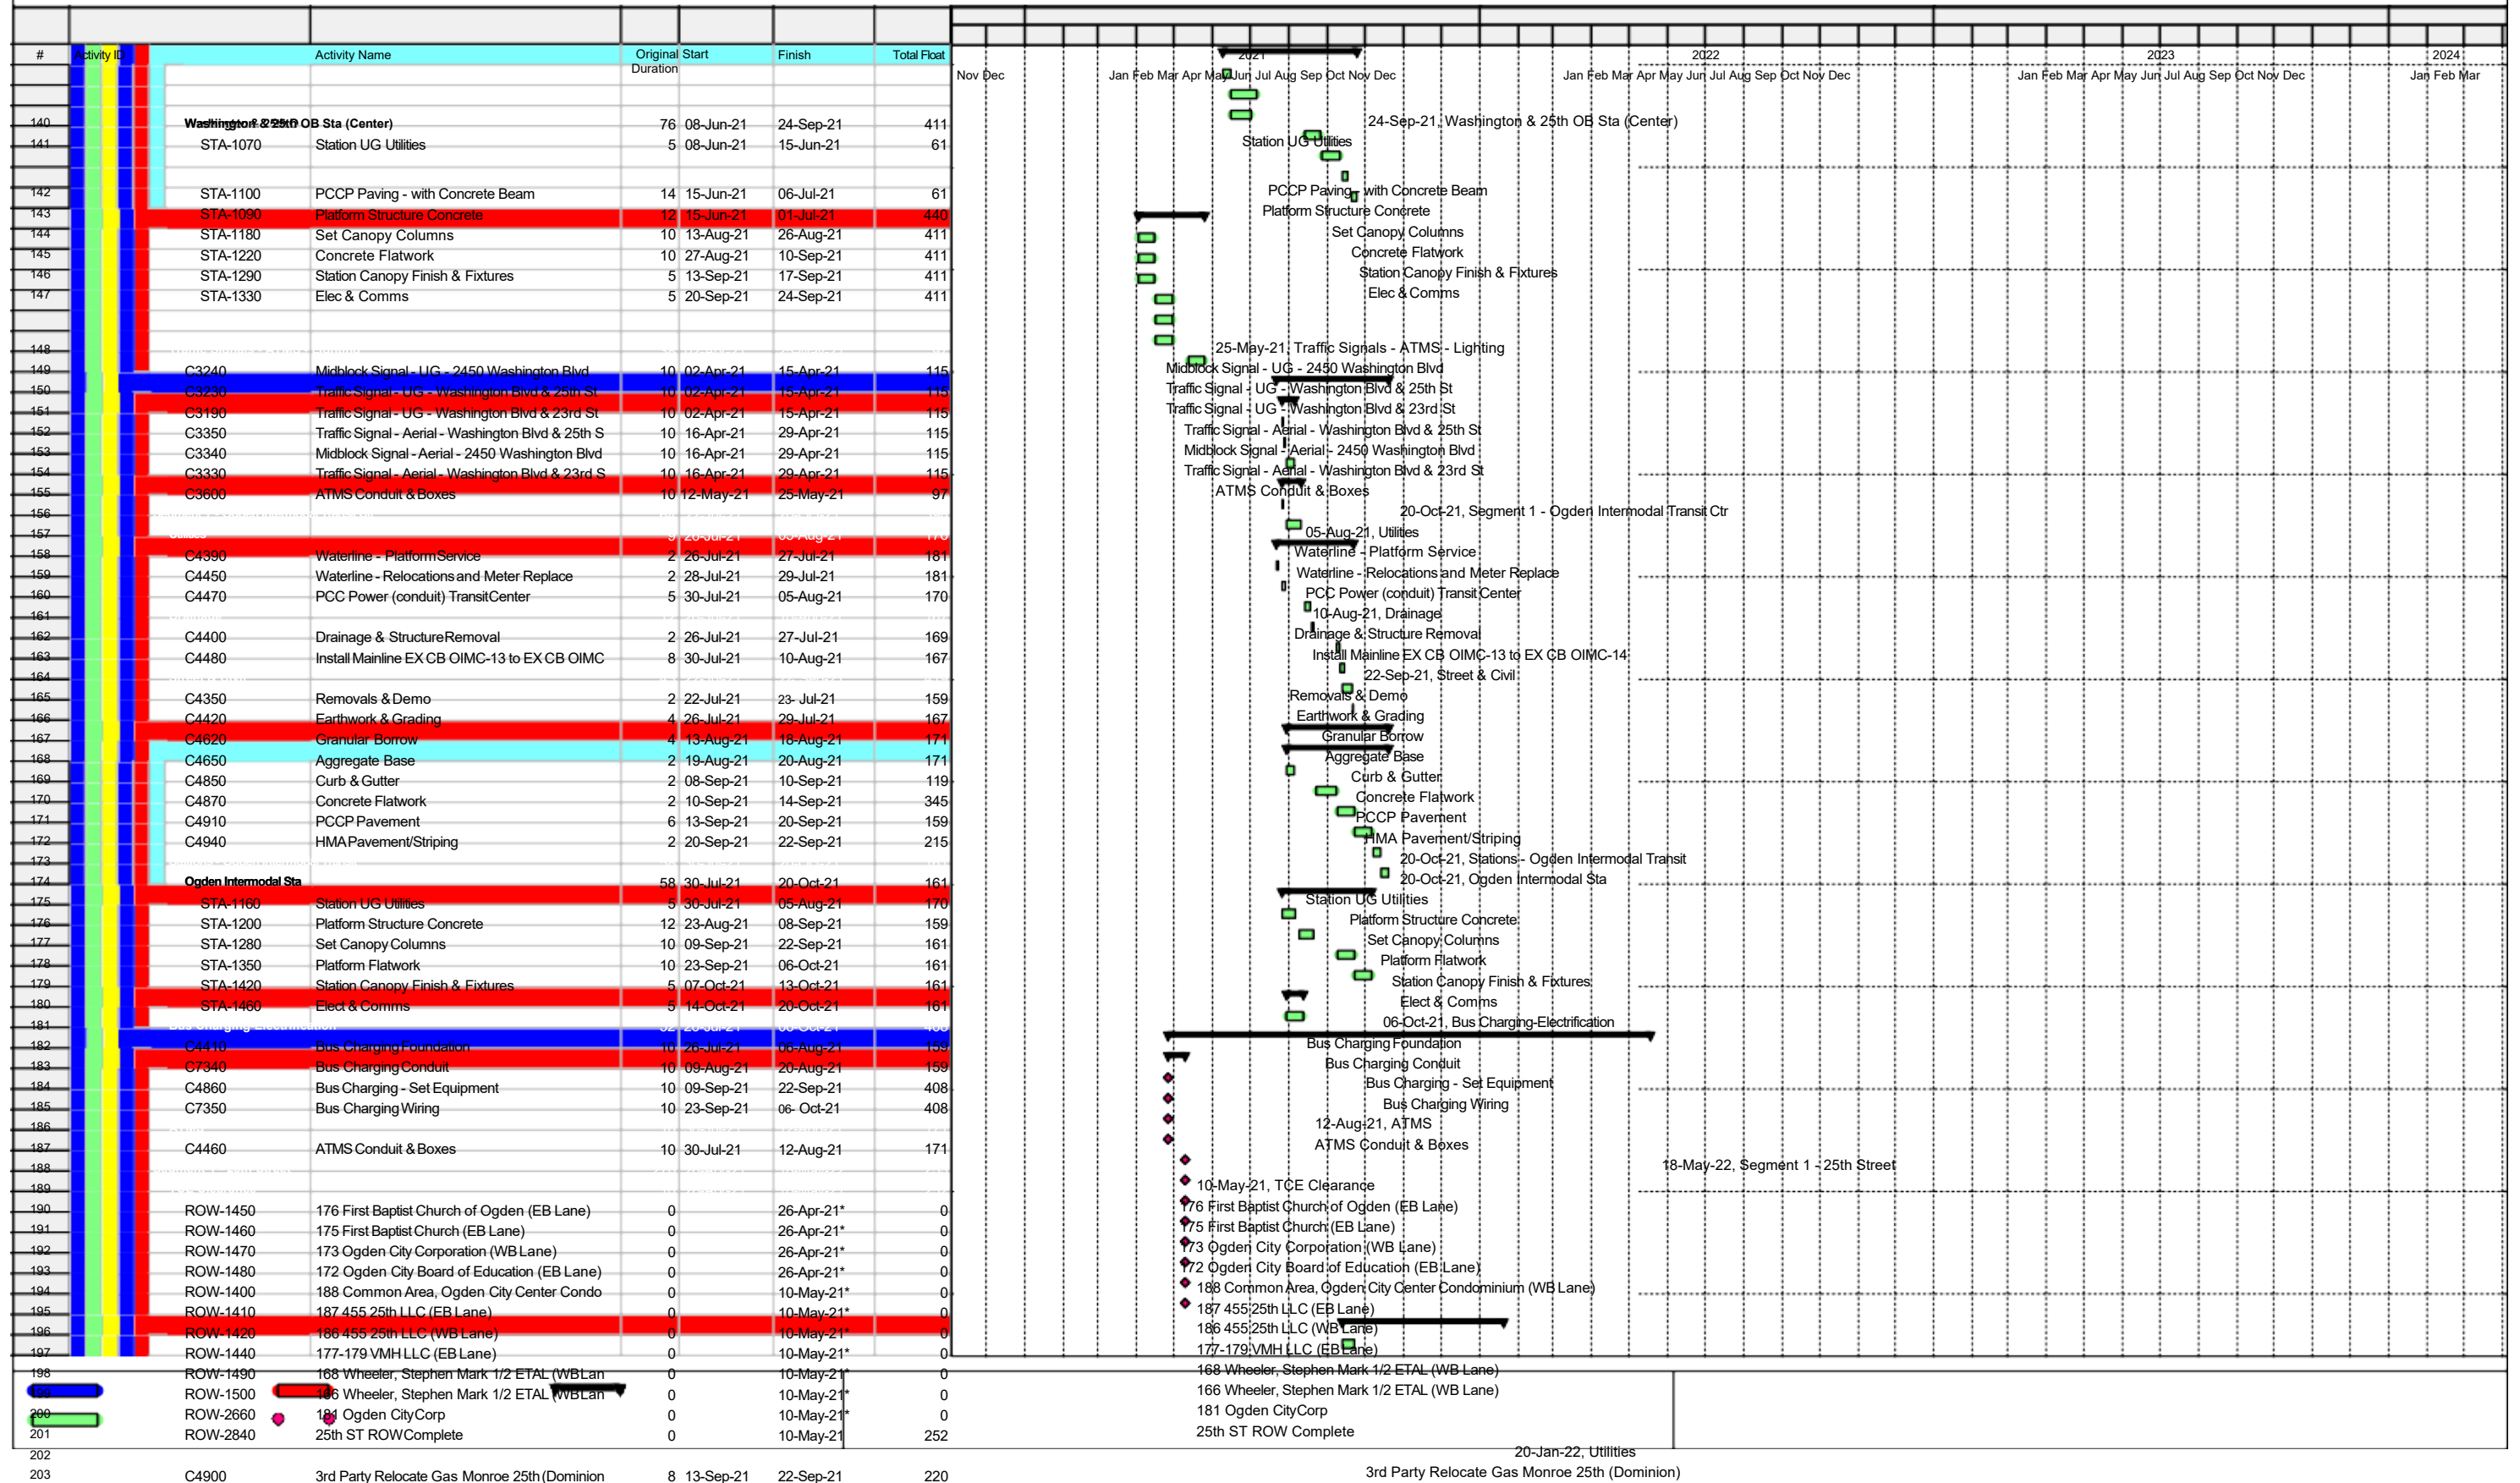 # Activity ID Activity Name Original Duration Start Finish Total Float
2021 2022 2023 2024
Nov Dec Jan Feb Mar Apr May Jun Jul Aug Sep Oct Nov Dec Jan Feb Mar Apr May Jun Jul Aug Sep Oct Nov Dec Jan Feb Mar Apr May Jun Jul Aug Sep Oct Nov Dec Jan Feb Mar
140 Washington & 25th OB Sta (Center) 76 08-Jun-21 24-Sep-21 411 24-Sep-21, Washington & 25th OB Sta (Center)
141 STA-1070 Station UG Utilities 5 08-Jun-21 15-Jun-21 61 Station UG Utilities
142 STA-1100 PCCP Paving - with Concrete Beam 14 15-Jun-21 06-Jul-21 61 PCCP Paving - with Concrete Beam
143 STA-1090 Platform Structure Concrete 12 15-Jun-21 01-Jul-21 440 Platform Structure Concrete
144 STA-1180 Set Canopy Columns 10 13-Aug-21 26-Aug-21 411 Set Canopy Columns
145 STA-1220 Concrete Flatwork 10 27-Aug-21 10-Sep-21 411 Concrete Flatwork
146 STA-1290 Station Canopy Finish & Fixtures 5 13-Sep-21 17-Sep-21 411 Station Canopy Finish & Fixtures
147 STA-1330 Elec & Comms 5 20-Sep-21 24-Sep-21 411 Elec & Comms
148 25-May-21, Traffic Signals - ATMS - Lighting
149 C3240 Midblock Signal - UG - 2450 Washington Blvd 10 02-Apr-21 15-Apr-21 115 Midblock Signal - UG - 2450 Washington Blvd
150 C3230 Traffic Signal - UG - Washington Blvd & 25th St 10 02-Apr-21 15-Apr-21 115 Traffic Signal - UG - Washington Blvd & 25th St
151 C3190 Traffic Signal - UG - Washington Blvd & 23rd St 10 02-Apr-21 15-Apr-21 115 Traffic Signal - UG - Washington Blvd & 23rd St
152 C3350 Traffic Signal - Aerial - Washington Blvd & 25th S 10 16-Apr-21 29-Apr-21 115 Traffic Signal - Aerial - Washington Blvd & 25th St
153 C3340 Midblock Signal - Aerial - 2450 Washington Blvd 10 16-Apr-21 29-Apr-21 115 Midblock Signal - Aerial - 2450 Washington Blvd
154 C3330 Traffic Signal - Aerial - Washington Blvd & 23rd S 10 16-Apr-21 29-Apr-21 115 Traffic Signal - Aerial - Washington Blvd & 23rd St
155 C3600 ATMS Conduit & Boxes 10 12-May-21 25-May-21 97 ATMS Conduit & Boxes
156 20-Oct-21, Segment 1 - Ogden Intermodal Transit Ctr
157 Utilities 9 26-Jul-21 05-Aug-21 170 05-Aug-21, Utilities
158 C4390 Waterline - Platform Service 2 26-Jul-21 27-Jul-21 181 Waterline - Platform Service
159 C4450 Waterline - Relocations and Meter Replace 2 28-Jul-21 29-Jul-21 181 Waterline - Relocations and Meter Replace
160 C4470 PCC Power (conduit) Transit Center 5 30-Jul-21 05-Aug-21 170 PCC Power (conduit) Transit Center
161 10-Aug-21, Drainage
162 C4400 Drainage & Structure Removal 2 26-Jul-21 27-Jul-21 169 Drainage & Structure Removal
163 C4480 Install Mainline EX CB OIMC-13 to EX CB OIMC 8 30-Jul-21 10-Aug-21 167 Install Mainline EX CB OIMC-13 to EX CB OIMC-14
164 22-Sep-21, Street & Civil
165 C4350 Removals & Demo 2 22-Jul-21 23- Jul-21 159 Removals & Demo
166 C4420 Earthwork & Grading 4 26-Jul-21 29-Jul-21 167 Earthwork & Grading
167 C4620 Granular Borrow 4 13-Aug-21 18-Aug-21 171 Granular Borrow
168 C4650 Aggregate Base 2 19-Aug-21 20-Aug-21 171 Aggregate Base
169 C4850 Curb & Gutter 2 08-Sep-21 10-Sep-21 119 Curb & Gutter
170 C4870 Concrete Flatwork 2 10-Sep-21 14-Sep-21 345 Concrete Flatwork
171 C4910 PCCP Pavement 6 13-Sep-21 20-Sep-21 159 PCCP Pavement
172 C4940 HMA Pavement/Striping 2 20-Sep-21 22-Sep-21 215 HMA Pavement/Striping
173 20-Oct-21, Stations - Ogden Intermodal Transit
174 Ogden Intermodal Sta 58 30-Jul-21 20-Oct-21 161 20-Oct-21, Ogden Intermodal Sta
175 STA-1160 Station UG Utilities 5 30-Jul-21 05-Aug-21 170 Station UG Utilities
176 STA-1200 Platform Structure Concrete 12 23-Aug-21 08-Sep-21 159 Platform Structure Concrete
177 STA-1280 Set Canopy Columns 10 09-Sep-21 22-Sep-21 161 Set Canopy Columns
178 STA-1350 Platform Flatwork 10 23-Sep-21 06-Oct-21 161 Platform Flatwork
179 STA-1420 Station Canopy Finish & Fixtures 5 07-Oct-21 13-Oct-21 161 Station Canopy Finish & Fixtures
180 STA-1460 Elect & Comms 5 14-Oct-21 20-Oct-21 161 Elect & Comms
181 Bus Charging-Electrification 52 26-Jul-21 06-Oct-21 408 06-Oct-21, Bus Charging-Electrification
182 C4410 Bus Charging Foundation 10 26-Jul-21 06-Aug-21 159 Bus Charging Foundation
183 C7340 Bus Charging Conduit 10 09-Aug-21 20-Aug-21 159 Bus Charging Conduit
184 C4860 Bus Charging - Set Equipment 10 09-Sep-21 22-Sep-21 408 Bus Charging - Set Equipment
185 C7350 Bus Charging Wiring 10 23-Sep-21 06- Oct-21 408 Bus Charging Wiring
186 12-Aug-21, ATMS
187 C4460 ATMS Conduit & Boxes 10 30-Jul-21 12-Aug-21 171 ATMS Conduit & Boxes
188 18-May-22, Segment 1 - 25th Street
189 10-May-21, TCE Clearance
190 ROW-1450 176 First Baptist Church of Ogden (EB Lane) 0 26-Apr-21* 0 176 First Baptist Church of Ogden (EB Lane)
191 ROW-1460 175 First Baptist Church (EB Lane) 0 26-Apr-21* 0 175 First Baptist Church (EB Lane)
192 ROW-1470 173 Ogden City Corporation (WB Lane) 0 26-Apr-21* 0 173 Ogden City Corporation (WB Lane)
193 ROW-1480 172 Ogden City Board of Education (EB Lane) 0 26-Apr-21* 0 172 Ogden City Board of Education (EB Lane)
194 ROW-1400 188 Common Area, Ogden City Center Condo 0 10-May-21* 0 188 Common Area, Ogden City Center Condominium (WB Lane)
195 ROW-1410 187 455 25th LLC (EB Lane) 0 10-May-21* 0 187 455 25th LLC (EB Lane)
196 ROW-1420 186 455 25th LLC (WB Lane) 0 10-May-21* 0 186 455 25th LLC (WB Lane)
197 ROW-1440 177-179 VMH LLC (EB Lane) 0 10-May-21* 0 177-179 VMH LLC (EB Lane)
198 ROW-1490 168 Wheeler, Stephen Mark 1/2 ETAL (WB Lan 0 10-May-21* 0 168 Wheeler, Stephen Mark 1/2 ETAL (WB Lane)
199 ROW-1500 166 Wheeler, Stephen Mark 1/2 ETAL (WB Lan 0 10-May-21* 0 166 Wheeler, Stephen Mark 1/2 ETAL (WB Lane)
200 ROW-2660 181 Ogden City Corp 0 10-May-21* 0 181 Ogden CityCorp
201 ROW-2840 25th ST ROW Complete 0 10-May-21 252 25th ST ROW Complete
202 20-Jan-22, Utilities
203 C4900 3rd Party Relocate Gas Monroe 25th (Dominion 8 13-Sep-21 22-Sep-21 220 3rd Party Relocate Gas Monroe 25th (Dominion)